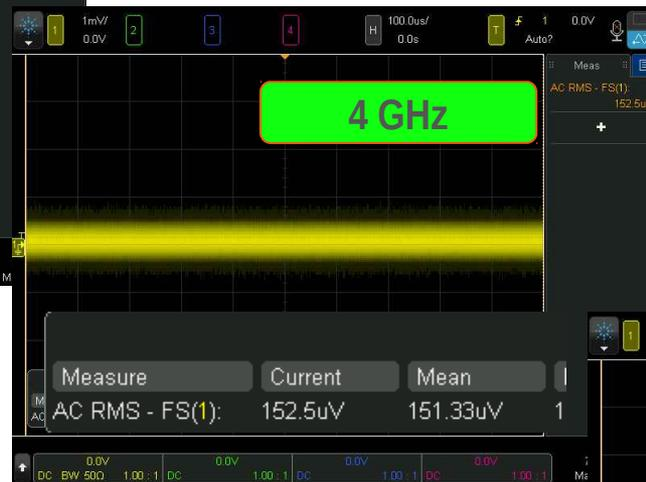 1 1mV/ 2 3 4 H 100.0us/ T 1 0.0V
0.0V 0.0s Auto?
Meas
4 GHz
AC RMS - FS(1):
152.5u
+
T
M
Measure Current Mean
AC RMS - FS(1): 152.5uV 151.33uV 1
1
M
AC
0.0V 0.0V 0.0V 0.0V
DC BW 50Ω 1.00 : 1 DC 1.00 : 1 DC 1.00 : 1 DC 1.00 : 1